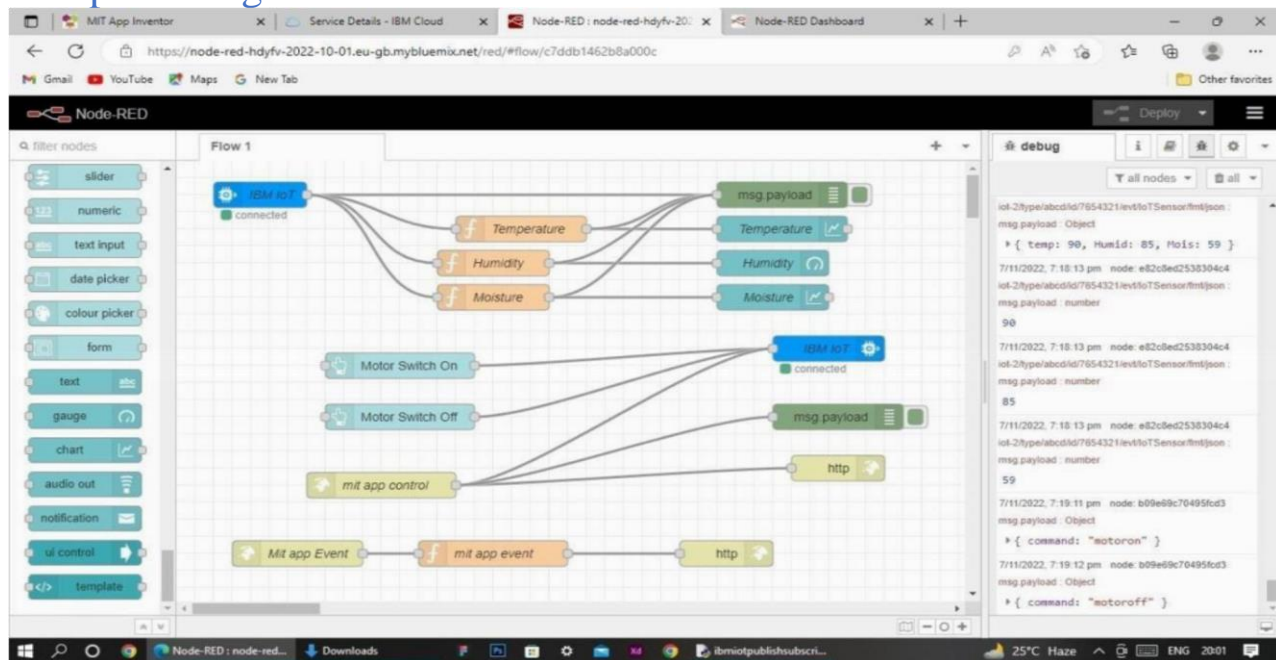 MIT App Inventor
Service Details - IBM Cloud
Node-RED : node-red-hdyfv-202
Node-RED Dashboard
https://node-red-hdyfv-2022-10-01.eu-gb.mybluemix.net/red/#flow/c7ddb1462b8a000c
Gmail YouTube Maps New Tab
Other favorites
Node-RED
Deploy
filter nodes
Flow 1
debug
all nodes
all
slider
numeric
text input
date picker
colour picker
form
text
gauge
chart
audio out
notification
ui control
template
IBM IoT
connected
Temperature
Humidity
Moisture
msg.payload
Temperature
Humidity
Moisture
Motor Switch On
Motor Switch Off
IBM IoT
connected
mit app control
msg.payload
http
Mit app Event
mit app event
http
iot-2/type/abcd/id/7654321/evt/IoTSensor/fmt/json :
msg.payload : Object
{ temp: 90, Humid: 85, Mois: 59 }
7/11/2022, 7:18:13 pm node: e82c8ed2538304c4
iot-2/type/abcd/id/7654321/evt/IoTSensor/fmt/json :
msg.payload : number
90
7/11/2022, 7:18:13 pm node: e82c8ed2538304c4
iot-2/type/abcd/id/7654321/evt/IoTSensor/fmt/json :
msg.payload : number
85
7/11/2022, 7:18:13 pm node: e82c8ed2538304c4
iot-2/type/abcd/id/7654321/evt/IoTSensor/fmt/json :
msg.payload : number
59
7/11/2022, 7:19:11 pm node: b09e69c70495fcd3
msg.payload : Object
{ command: "motoron" }
7/11/2022, 7:19:12 pm node: b09e69c70495fcd3
msg.payload : Object
{ command: "motoroff" }
Node-RED : node-red...
Downloads
ibmiotpublishsubscri...
25°C Haze
ENG
20:01